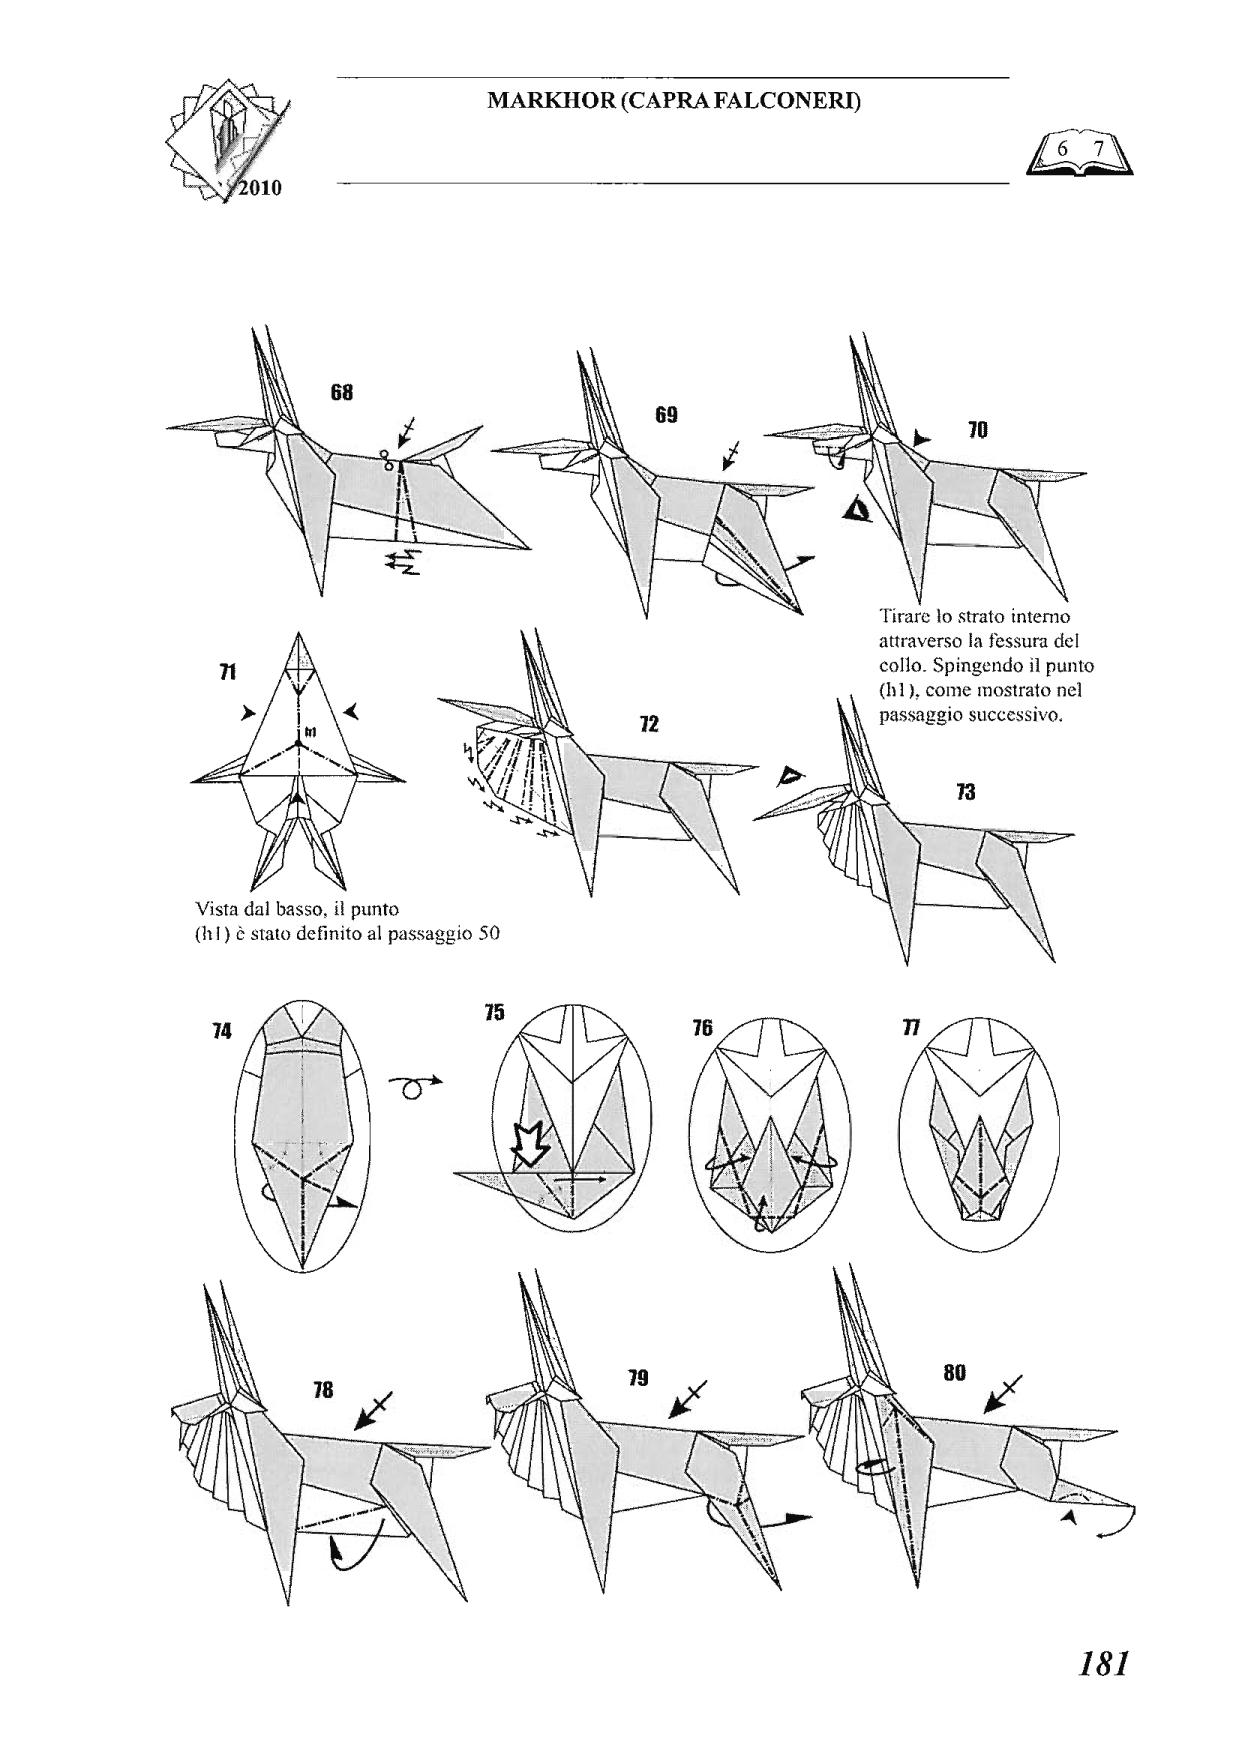 MARKHOR (CAPRA FALCONERI)
6 7
2010
68
69
70
Tirare lo strato interno
attraverso la fessura del
collo. Spingendo il punto
(h1), come mostrato nel
passaggio successivo.
71
h1
Vista dal basso, il punto
(h1) è stato definito al passaggio 50
72
73
74
75
76
77
78
79
80
181